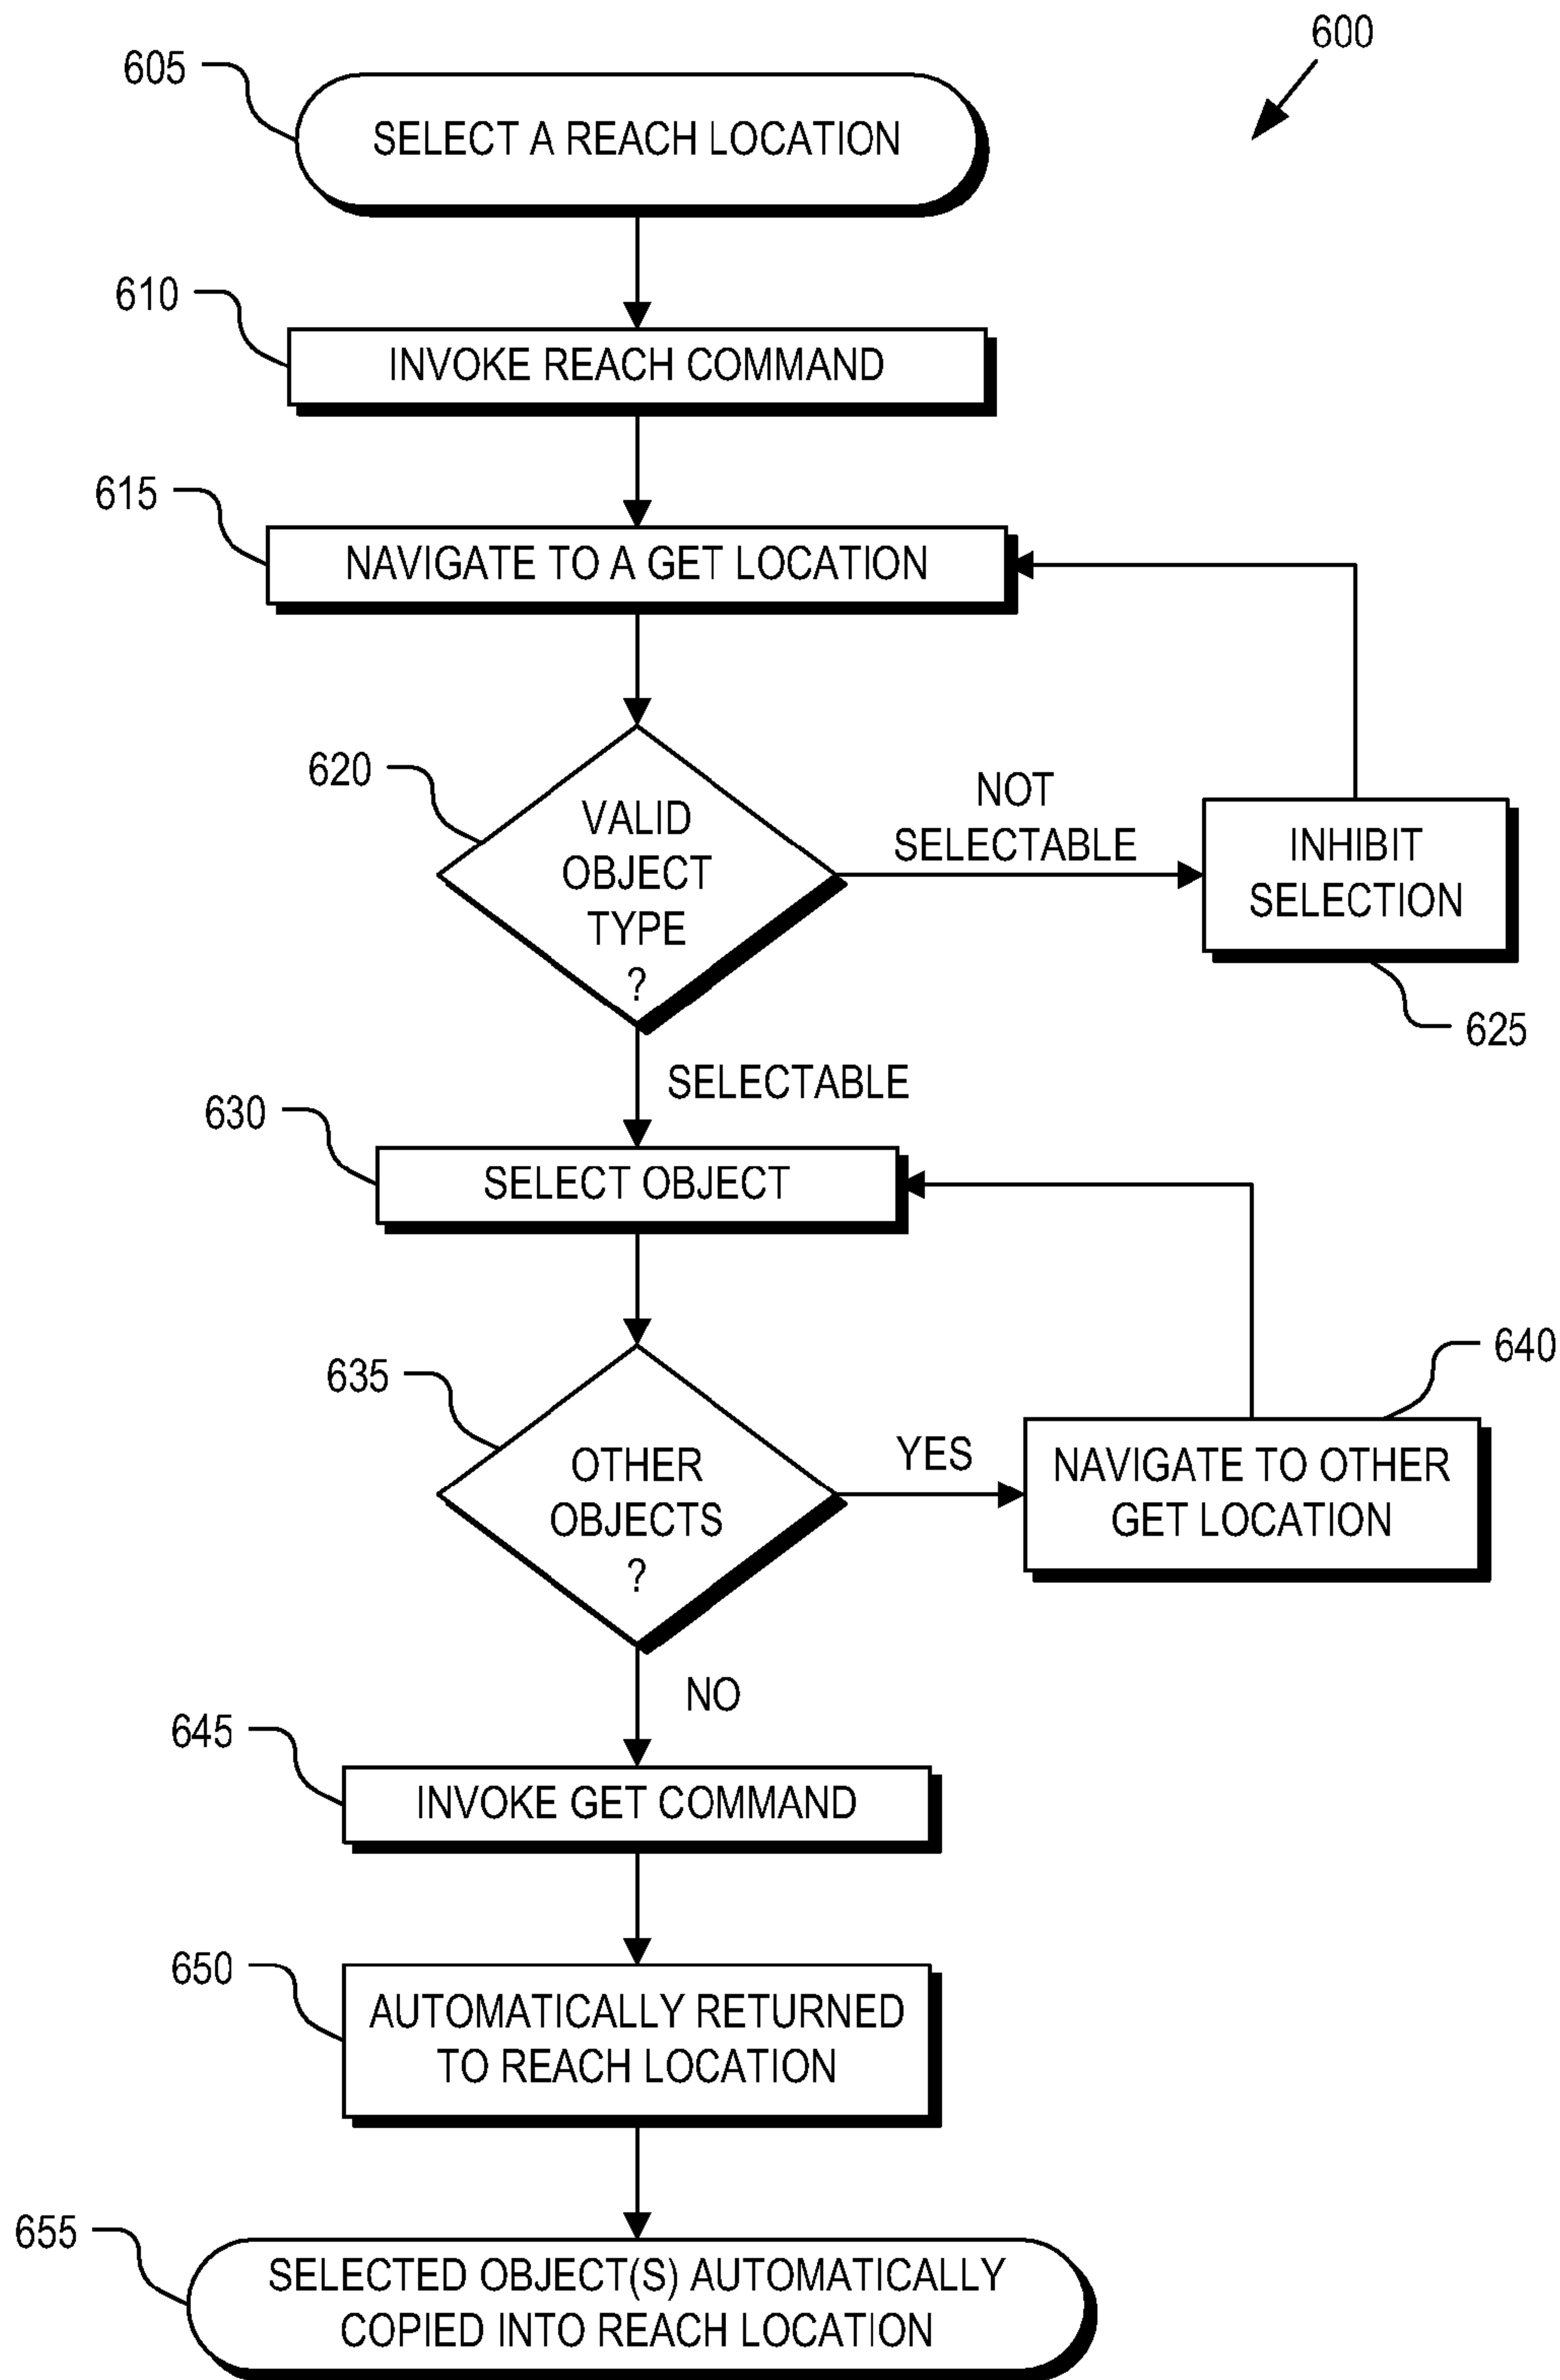 600
605
SELECT A REACH LOCATION
610
INVOKE REACH COMMAND
615
NAVIGATE TO A GET LOCATION
620
VALID
OBJECT
TYPE
?
NOT
SELECTABLE
INHIBIT
SELECTION
625
SELECTABLE
630
SELECT OBJECT
635
OTHER
OBJECTS
?
YES
640
NAVIGATE TO OTHER
GET LOCATION
NO
645
INVOKE GET COMMAND
650
AUTOMATICALLY RETURNED
TO REACH LOCATION
655
SELECTED OBJECT(S) AUTOMATICALLY
COPIED INTO REACH LOCATION